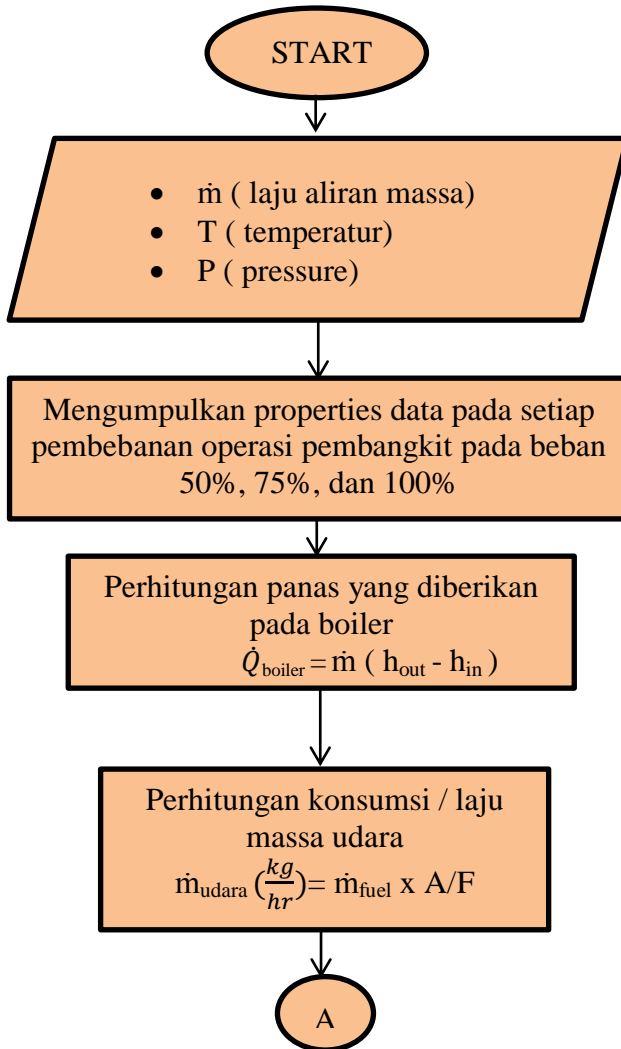 START
• ṁ ( laju aliran massa)
• T ( temperatur)
• P ( pressure)
Mengumpulkan properties data pada setiap
pembebanan operasi pembangkit pada beban
50%, 75%, dan 100%
Perhitungan panas yang diberikan
pada boiler
Q̇boiler = ṁ ( hout - hin )
Perhitungan konsumsi / laju
massa udara
ṁudara (kg/hr)= ṁfuel x A/F
A